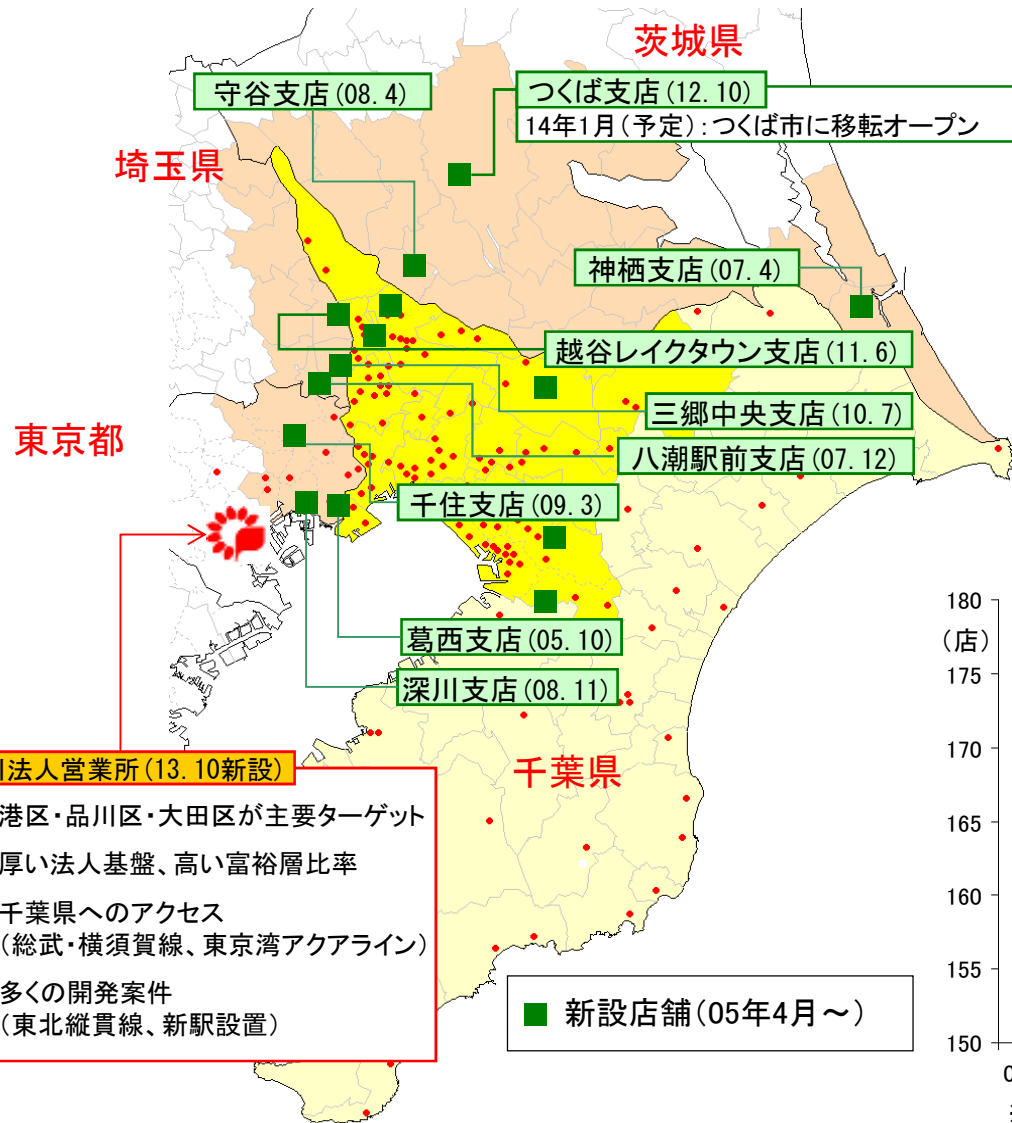 茨城県
守谷支店(08.4)
つくば支店(12.10)
14年1月(予定):つくば市に移転オープン
埼玉県
神栖支店(07.4)
越谷レイクタウン支店(11.6)
三郷中央支店(10.7)
東京都
八潮駅前支店(07.12)
千住支店(09.3)
葛西支店(05.10)
深川支店(08.11)
千葉県
法人営業所(13.10新設)
港区・品川区・大田区が主要ターゲット
厚い法人基盤、高い富裕層比率
千葉県へのアクセス
(総武・横須賀線、東京湾アクアライン)
多くの開発案件
(東北縦貫線、新駅設置)
新設店舗(05年4月～)
180
(店)
175
170
165
160
155
150